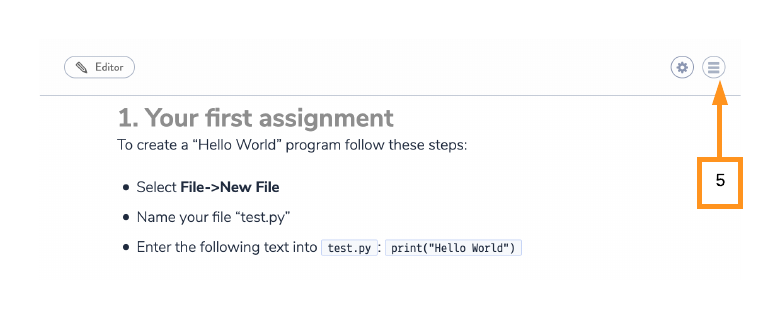 Editor
1. Your first assignment
To create a “Hello World” program follow these steps:
Select File->New File
Name your file “test.py”
Enter the following text into test.py : print("Hello World")
5